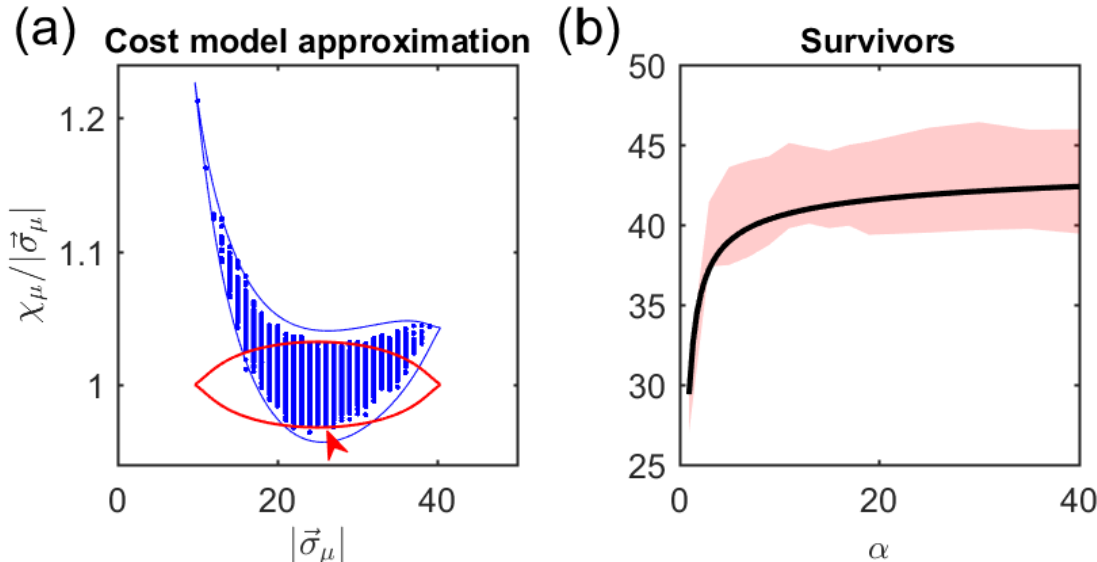 (a) Cost model approximation
1.2
1.1
1
χ_μ/|σ⃗_μ|
0 20 40
|σ⃗_μ|
(b) Survivors
50
45
40
35
30
25
0 20 40
α